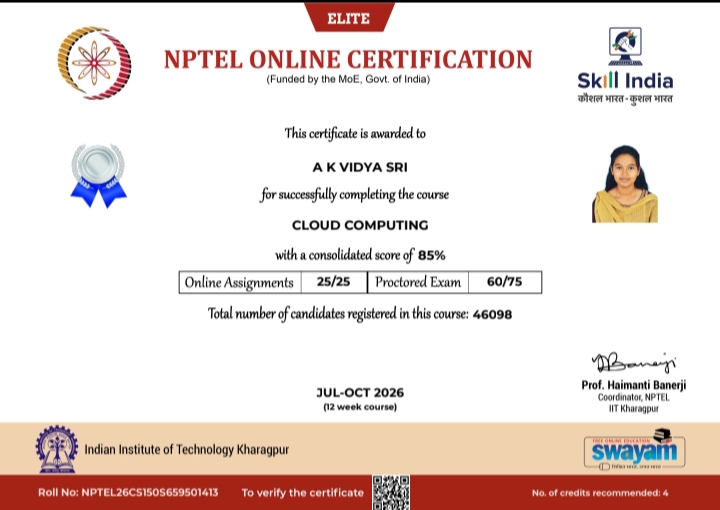 ELITE
NPTEL ONLINE CERTIFICATION
(Funded by the MoE, Govt. of India)
Skill India
कौशल भारत - कुशल भारत
This certificate is awarded to
A K VIDYA SRI
for successfully completing the course
CLOUD COMPUTING
with a consolidated score of 85%
Online Assignments 25/25 Proctored Exam 60/75
Total number of candidates registered in this course: 46098
JUL-OCT 2026
(12 week course)
Prof. Haimanti Banerji
Coordinator, NPTEL
IIT Kharagpur
Indian Institute of Technology Kharagpur
FREE ONLINE EDUCATION
swayam
Roll No: NPTEL26CS150S659501413
To verify the certificate
No. of credits recommended: 4